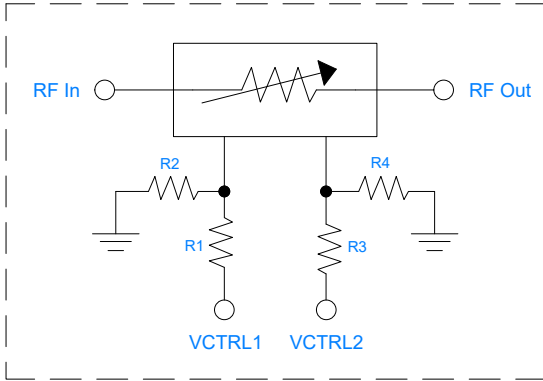 RF In
RF Out
R2
R4
R1
R3
VCTRL1
VCTRL2